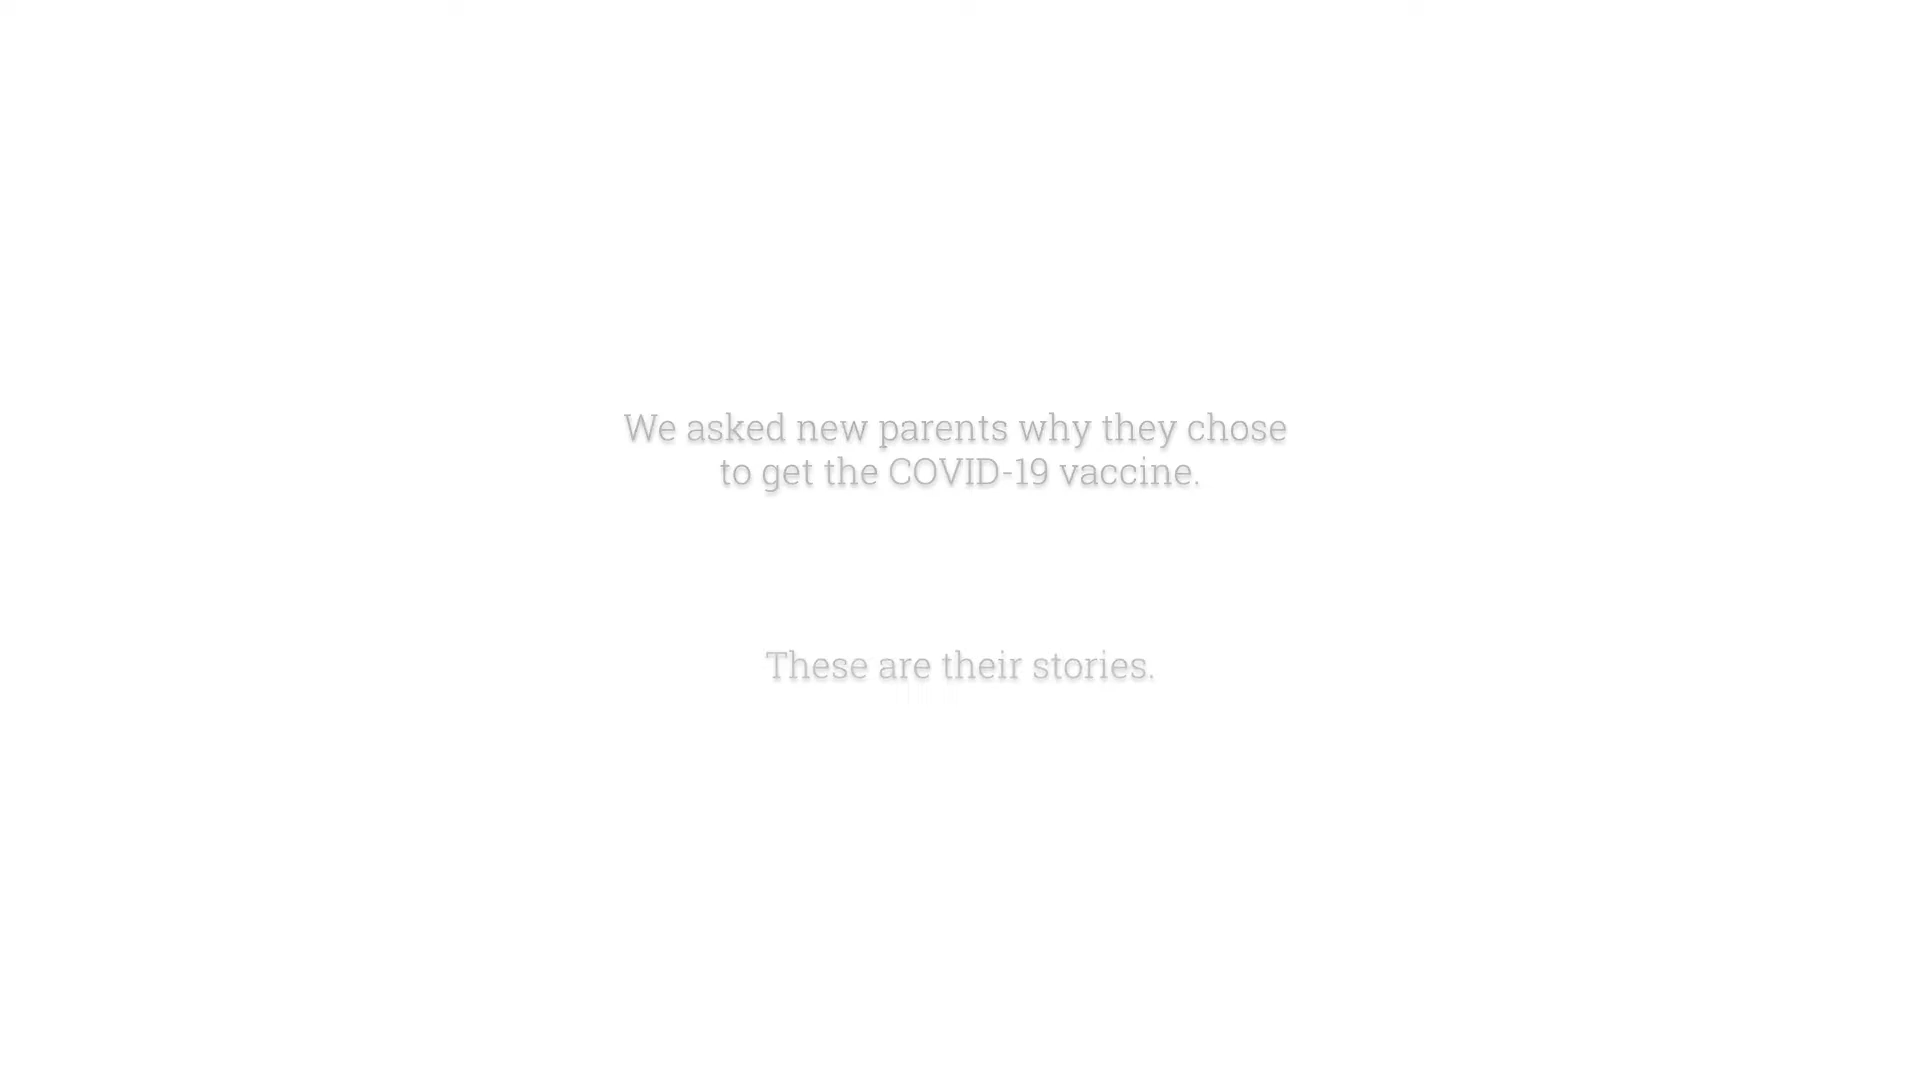 We asked new parents why they chose
to get the COVID-19 vaccine.
These are their stories.